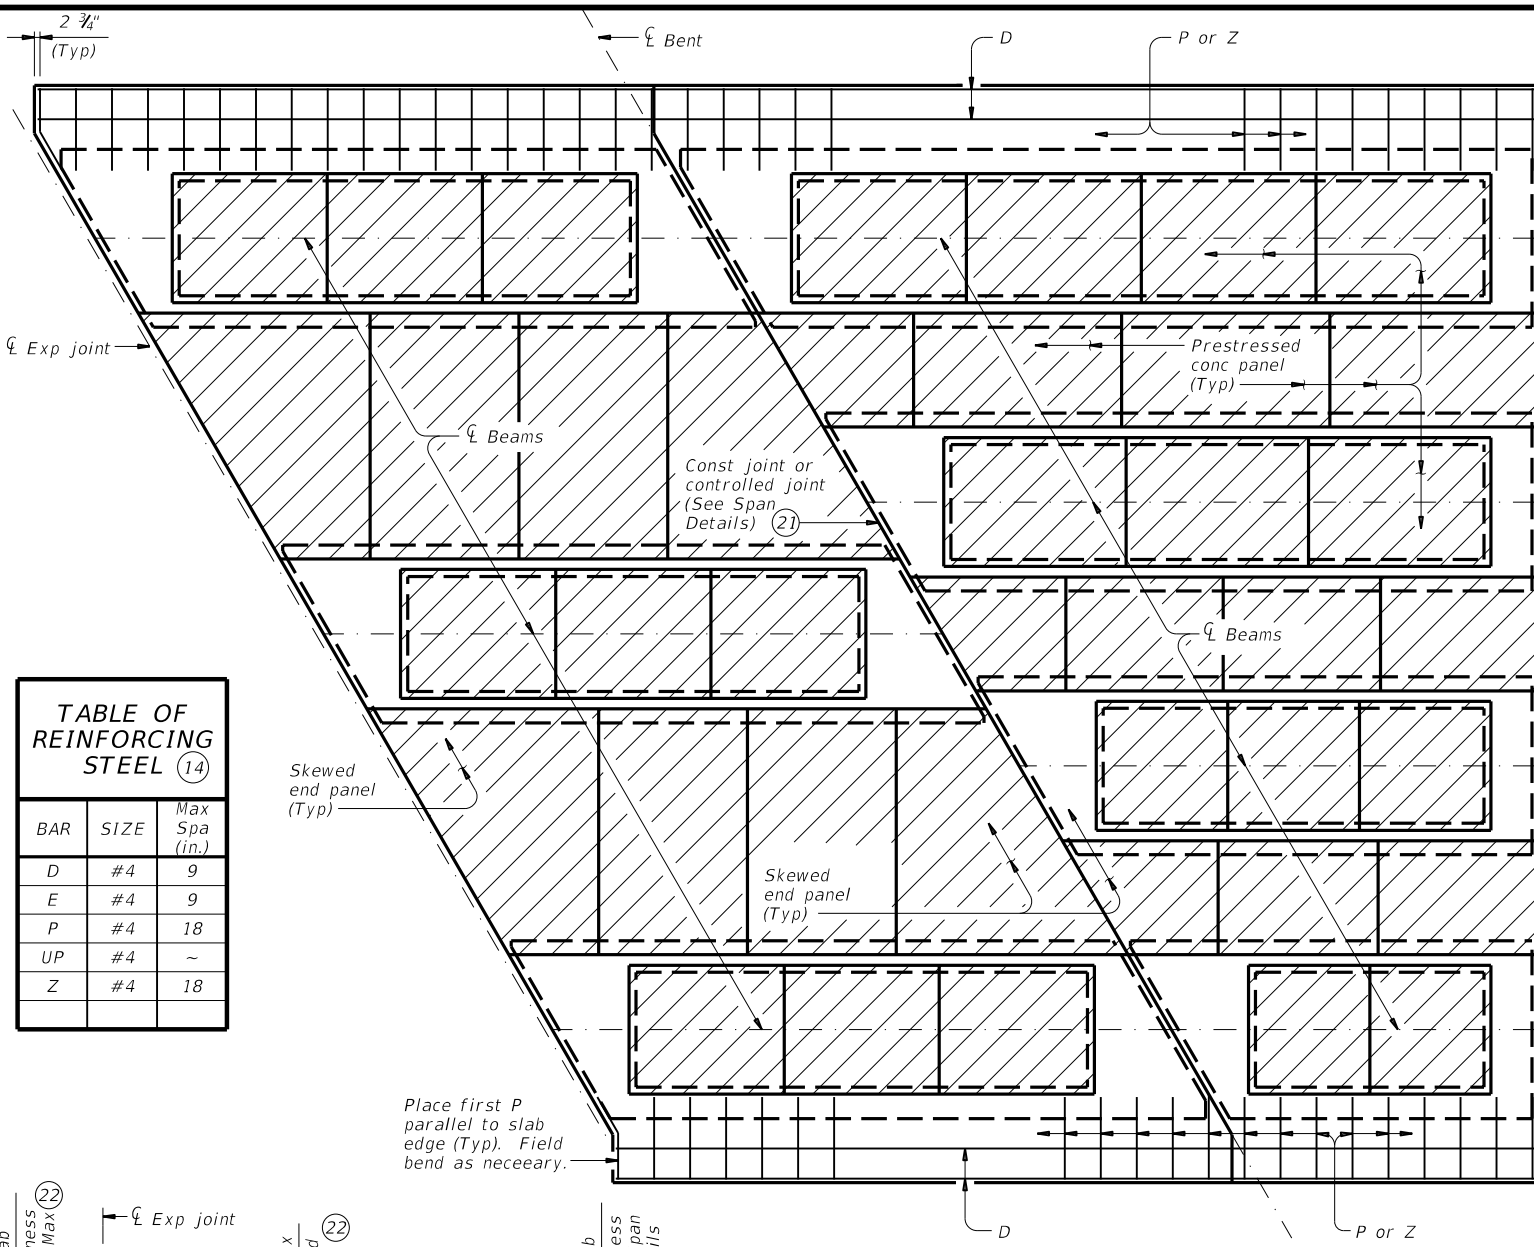 2 ¾"
(Typ)
℄ Bent
D
P or Z
℄ Exp joint
Prestressed
conc panel
(Typ)
℄ Beams
Const joint or
controlled joint
(See Span
Details) 21
℄ Beams
TABLE OF
REINFORCING
STEEL 14
BAR SIZE Max Spa (in.)
D #4 9
E #4 9
P #4 18
UP #4 ~
Z #4 18
Skewed
end panel
(Typ)
Skewed
end panel
(Typ)
Place first P
parallel to slab
edge (Typ). Field
bend as neceeary.
22
Max
℄ Exp joint
22
D
P or Z